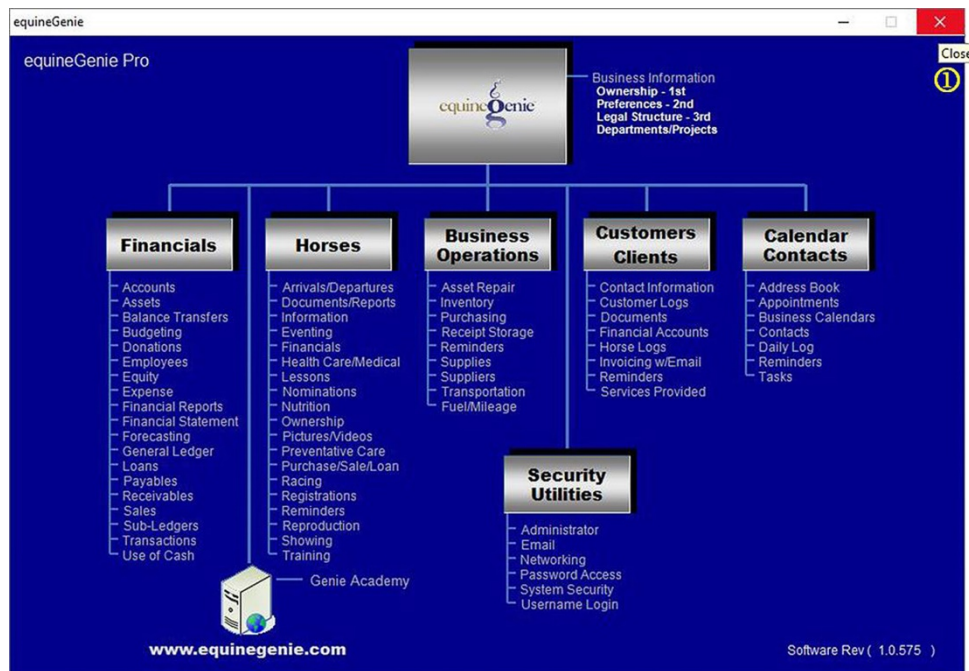 equineGenie
Close
equineGenie Pro
①
equinegenie
Business Information
Ownership - 1st
Preferences - 2nd
Legal Structure - 3rd
Departments/Projects
Financials
Accounts
Assets
Balance Transfers
Budgeting
Donations
Employees
Equity
Expense
Financial Reports
Financial Statement
Forecasting
General Ledger
Loans
Payables
Receivables
Sales
Sub-Ledgers
Transactions
Use of Cash
Horses
Arrivals/Departures
Documents/Reports
Information
Eventing
Financials
Health Care/Medical
Lessons
Nominations
Nutrition
Ownership
Pictures/Videos
Preventative Care
Purchase/Sale/Loan
Racing
Registrations
Reminders
Reproduction
Showing
Training
Business
Operations
Asset Repair
Inventory
Purchasing
Receipt Storage
Reminders
Supplies
Suppliers
Transportation
Fuel/Mileage
Customers
Clients
Contact Information
Customer Logs
Documents
Financial Accounts
Horse Logs
Invoicing w/Email
Reminders
Services Provided
Calendar
Contacts
Address Book
Appointments
Business Calendars
Contacts
Daily Log
Reminders
Tasks
Security
Utilities
Administrator
Email
Networking
Password Access
System Security
Username Login
Genie Academy
www.equinegenie.com
Software Rev ( 1.0.575 )